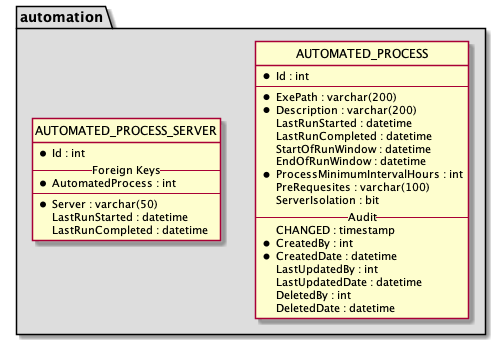 automation
AUTOMATED_PROCESS_SERVER
Id : int
Foreign Keys
AutomatedProcess : int
Server : varchar(50)
LastRunStarted : datetime
LastRunCompleted : datetime
AUTOMATED_PROCESS
Id : int
ExePath : varchar(200)
Description : varchar(200)
LastRunStarted : datetime
LastRunCompleted : datetime
StartOfRunWindow : datetime
EndOfRunWindow : datetime
ProcessMinimumIntervalHours : int
PreRequesites : varchar(100)
ServerIsolation : bit
Audit
CHANGED : timestamp
CreatedBy : int
CreatedDate : datetime
LastUpdatedBy : int
LastUpdatedDate : datetime
DeletedBy : int
DeletedDate : datetime